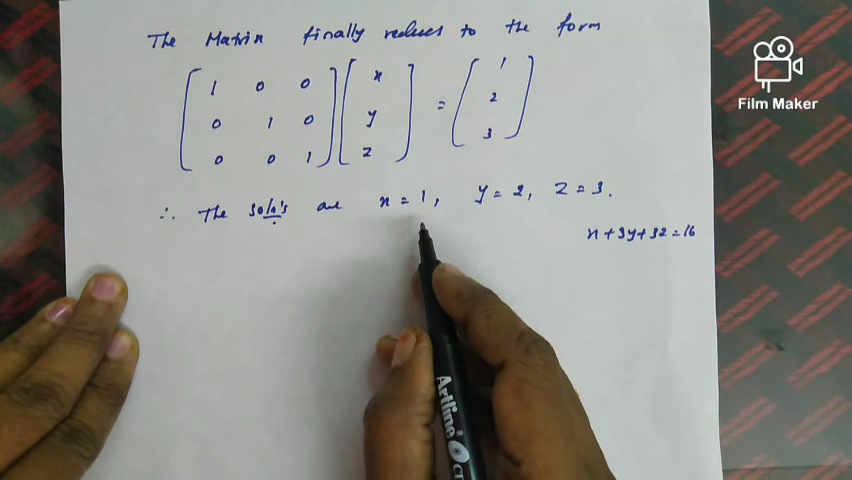 The Matrix finally reduces to the form
1 0 0 x 1
0 1 0 y = 2
0 0 1 z 3
∴ The soln's are x = 1, y = 2, z = 3.
x + 3y + 3z = 16
Film Maker
Artline